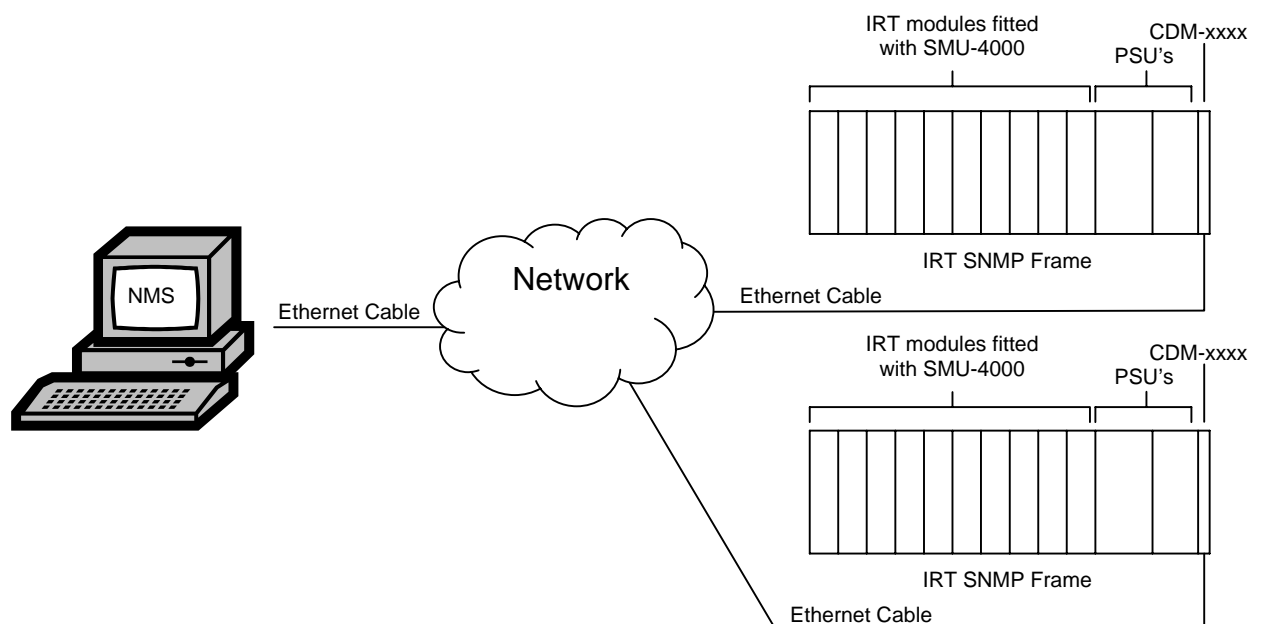 IRT modules fitted
with SMU-4000
CDM-xxxx
PSU's
IRT SNMP Frame
NMS
Ethernet Cable
Network
Ethernet Cable
IRT modules fitted
with SMU-4000
CDM-xxxx
PSU's
IRT SNMP Frame
Ethernet Cable